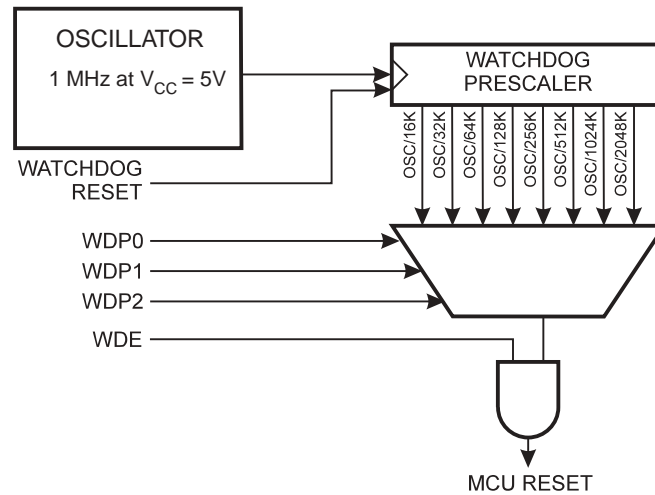 OSCILLATOR
1 MHz at VCC = 5V
WATCHDOG
PRESCALER
OSC/16K
OSC/32K
OSC/64K
OSC/128K
OSC/256K
OSC/512K
OSC/1024K
OSC/2048K
WATCHDOG
RESET
WDP0
WDP1
WDP2
WDE
MCU RESET